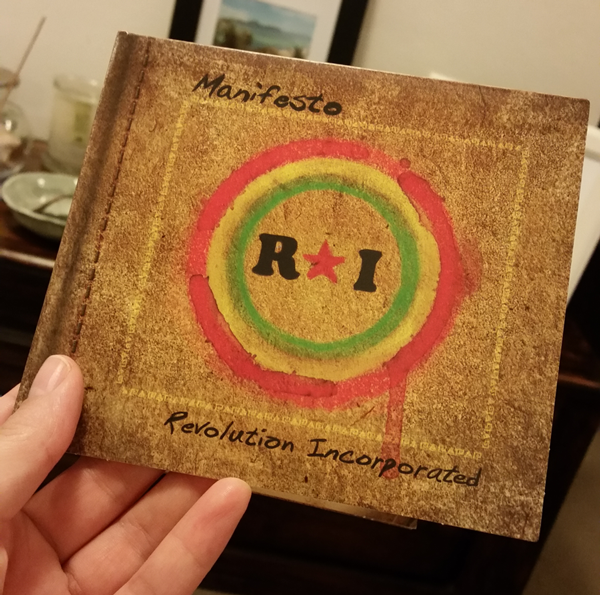 Manifesto
R★I
Revolution Incorporated